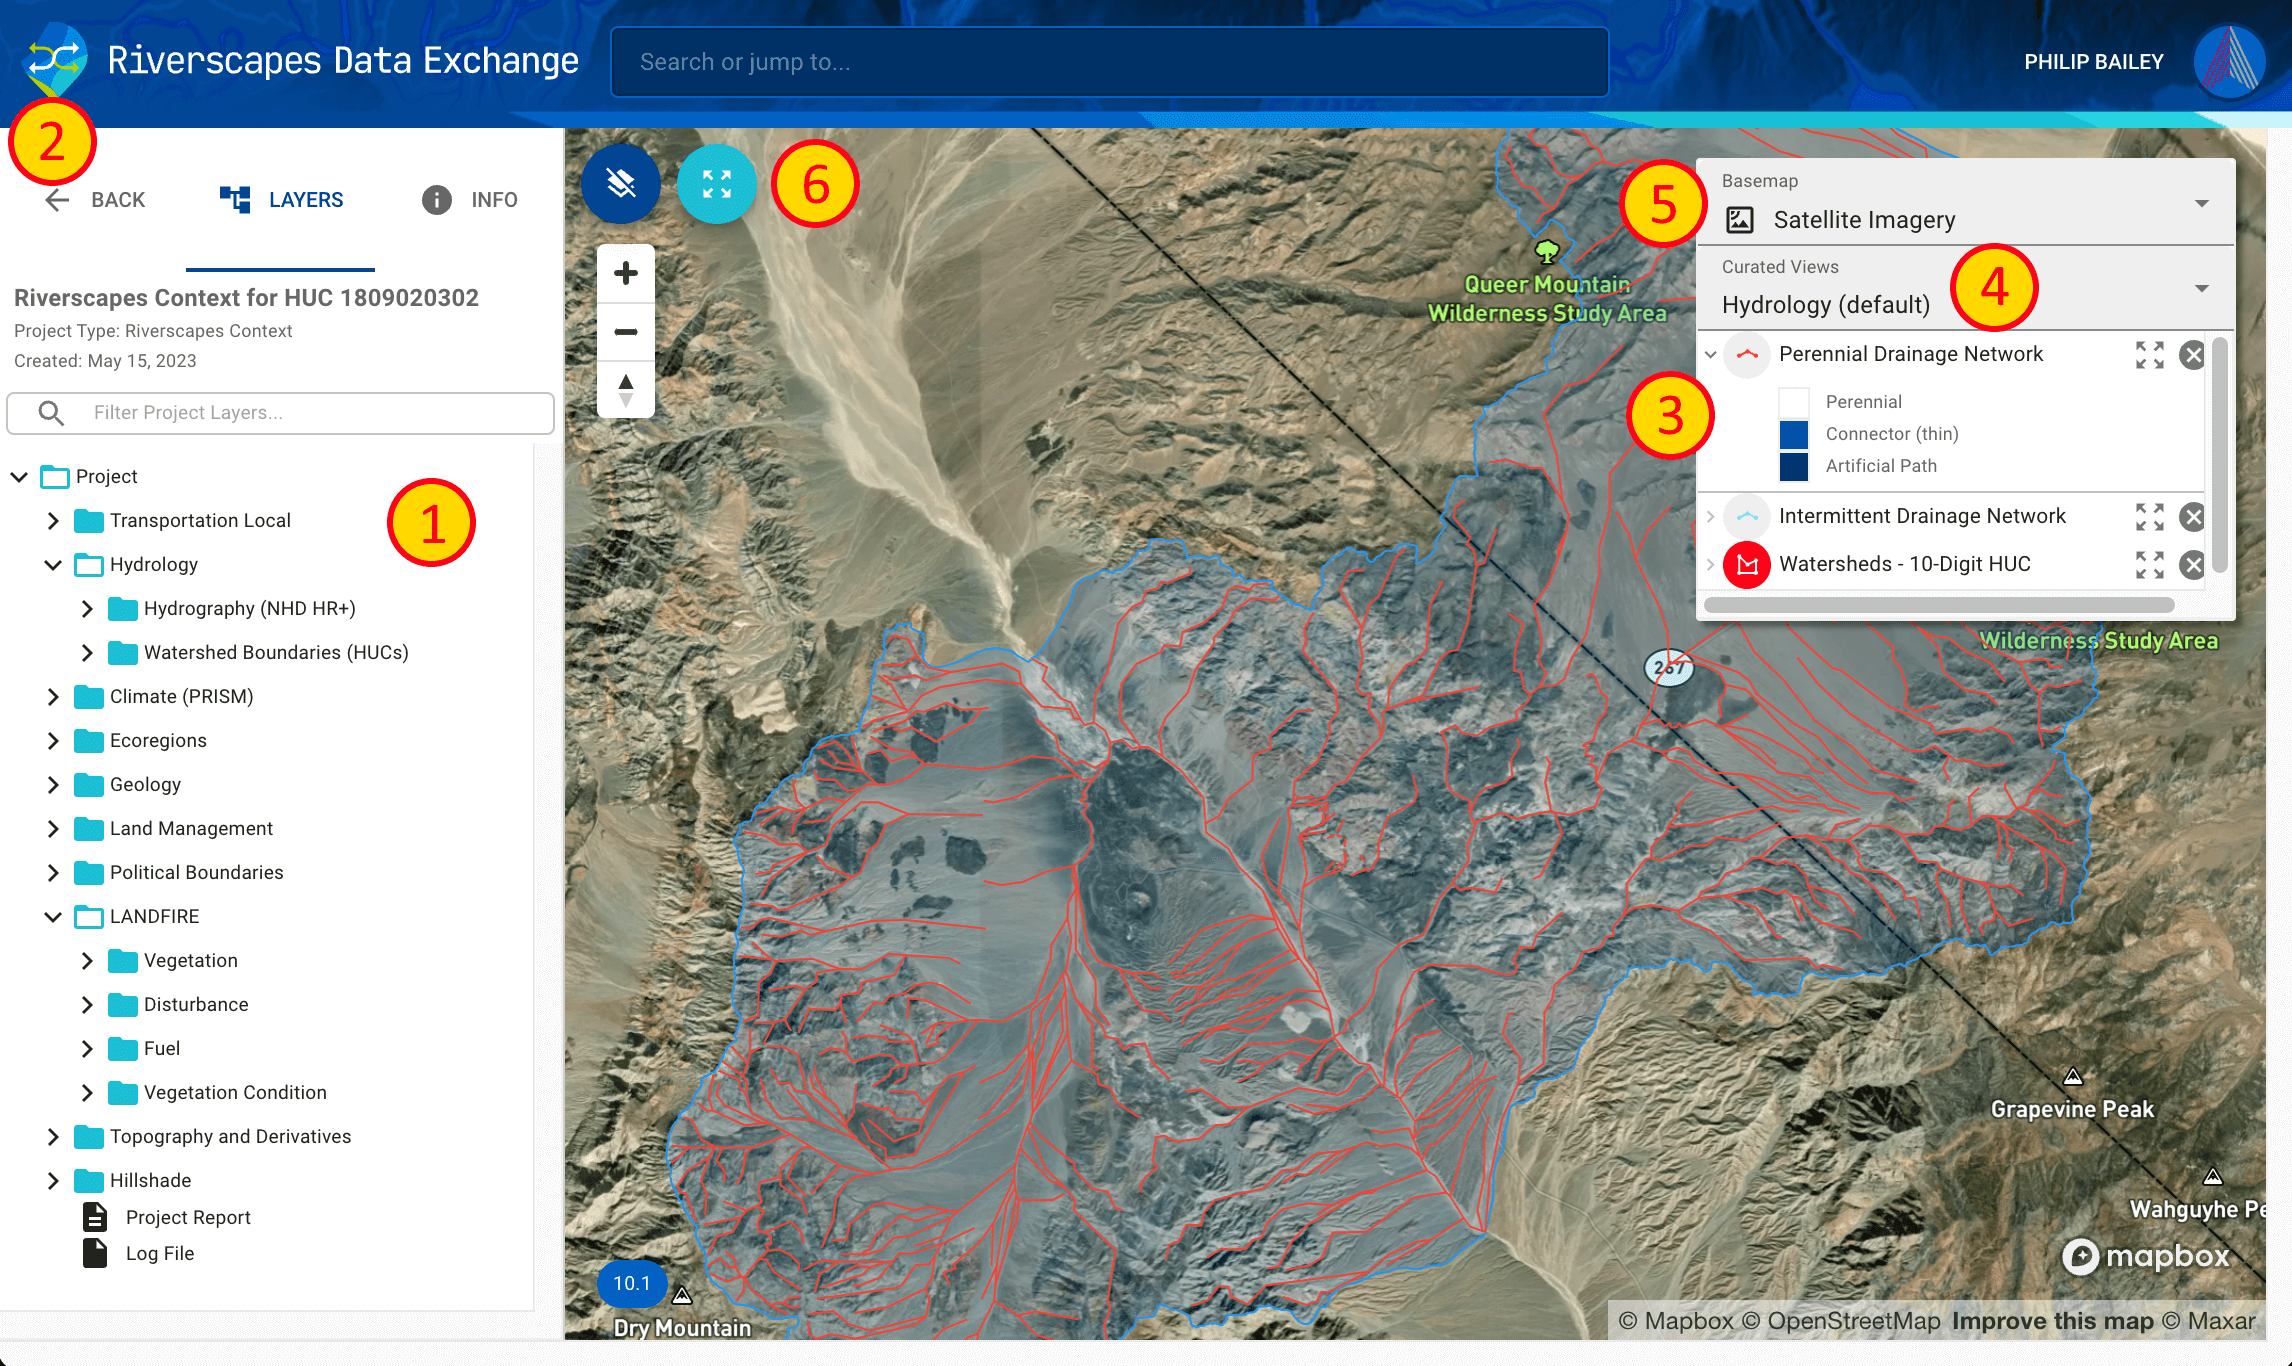 Riverscapes Data Exchange
Search or jump to...
PHILIP BAILEY
2
BACK
LAYERS
INFO
Riverscapes Context for HUC 1809020302
Project Type: Riverscapes Context
Created: May 15, 2023
Filter Project Layers...
Project
Transportation Local
1
Hydrology
Hydrography (NHD HR+)
Watershed Boundaries (HUCs)
Climate (PRISM)
Ecoregions
Geology
Land Management
Political Boundaries
LANDFIRE
Vegetation
Disturbance
Fuel
Vegetation Condition
Topography and Derivatives
Hillshade
Project Report
Log File
6
5
Basemap
Satellite Imagery
Curated Views
Hydrology (default)
4
Perennial Drainage Network
3
Perennial
Connector (thin)
Artificial Path
Intermittent Drainage Network
Watersheds - 10-Digit HUC
Queer Mountain
Wilderness Study Area
Wilderness Study Area
267
Grapevine Peak
Wahguyhe Pe
mapbox
10.1
Dry Mountain
© Mapbox © OpenStreetMap Improve this map © Maxar